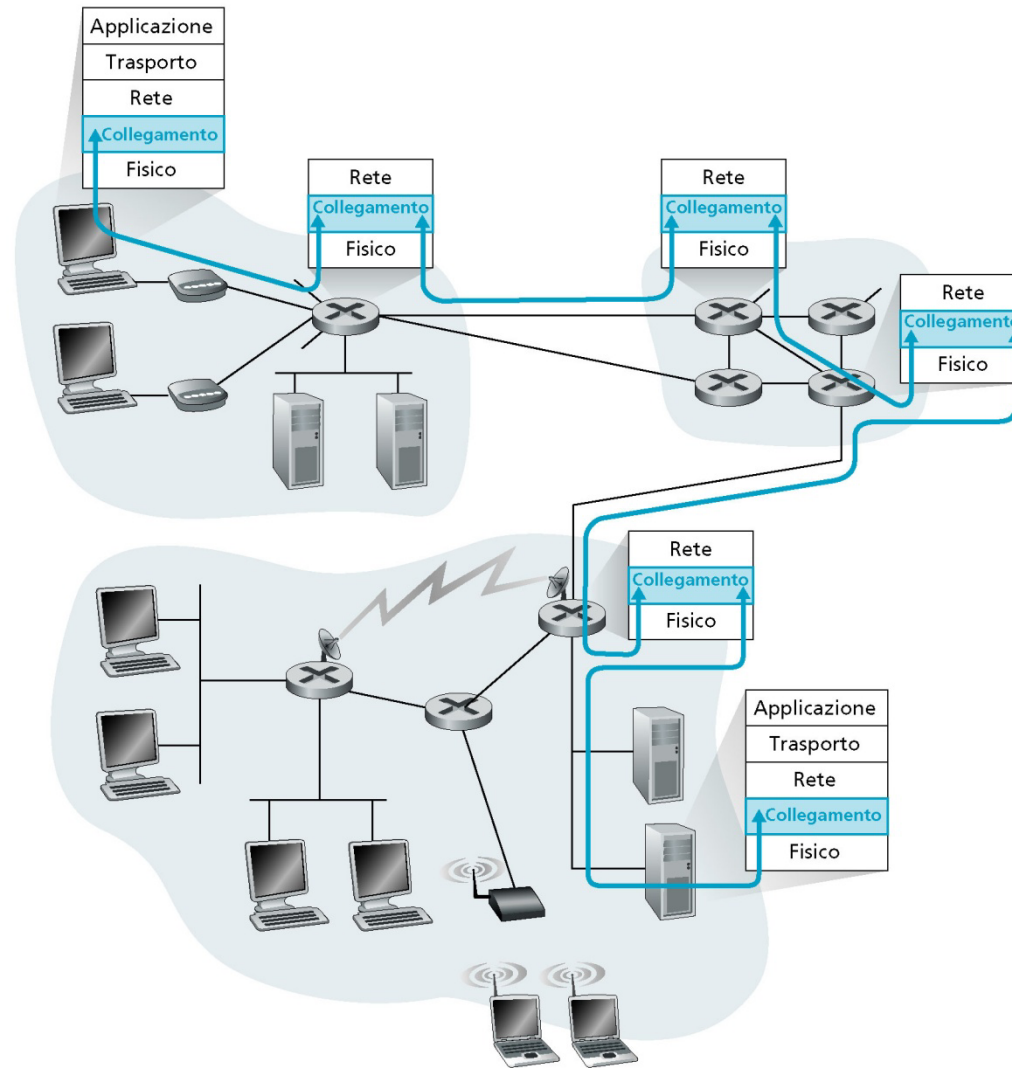 Applicazione
Trasporto
Rete
Collegamento
Fisico
Rete
Collegamento
Fisico
Rete
Collegamento
Fisico
Rete
Collegamento
Fisico
Rete
Collegamento
Fisico
Applicazione
Trasporto
Rete
Collegamento
Fisico